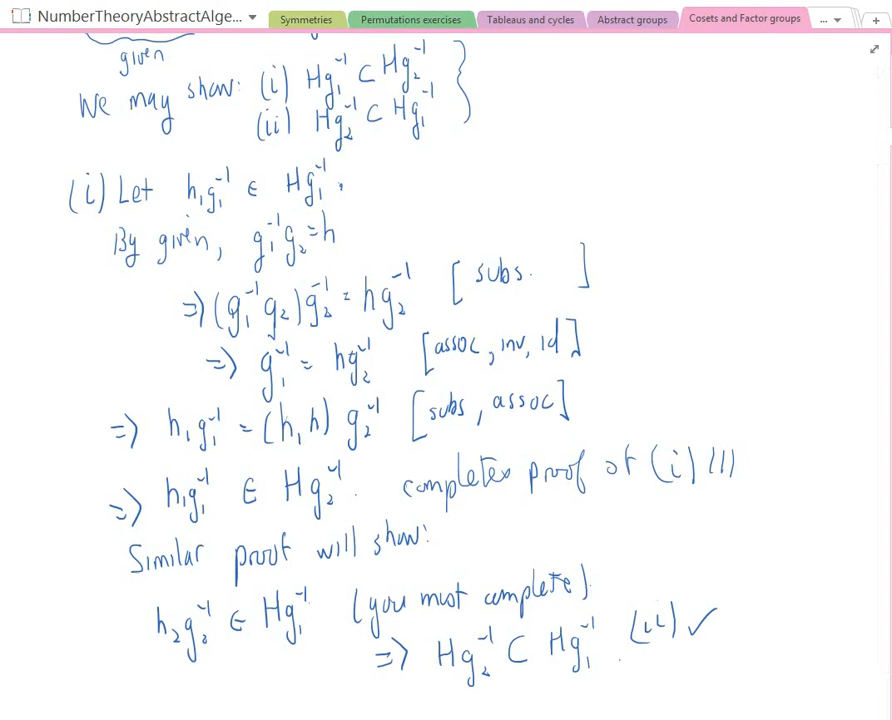 NumberTheoryAbstractAlge...
Symmetries
Permutations exercises
Tableaus and cycles
Abstract groups
Cosets and Factor groups
...
+
given
We may show: (i) Hg₁⁻¹ ⊂ Hg₂⁻¹ }
(ii) Hg₂⁻¹ ⊂ Hg₁⁻¹
(i) Let h₁g₁⁻¹ ∈ Hg₁⁻¹.
By given, g₁⁻¹g₂ = h
⇒ (g₁⁻¹g₂)g₂⁻¹ = hg₂⁻¹ [subs. ]
⇒ g₁⁻¹ = hg₂⁻¹ [assoc, inv, id]
⇒ h₁g₁⁻¹ = (h₁h) g₂⁻¹ [subs, assoc]
⇒ h₁g₁⁻¹ ∈ Hg₂⁻¹. completes proof of (i) ///
Similar proof will show:
h₂g₂⁻¹ ∈ Hg₁⁻¹ (you must complete).
⇒ Hg₂⁻¹ ⊂ Hg₁⁻¹. (ii) ✓